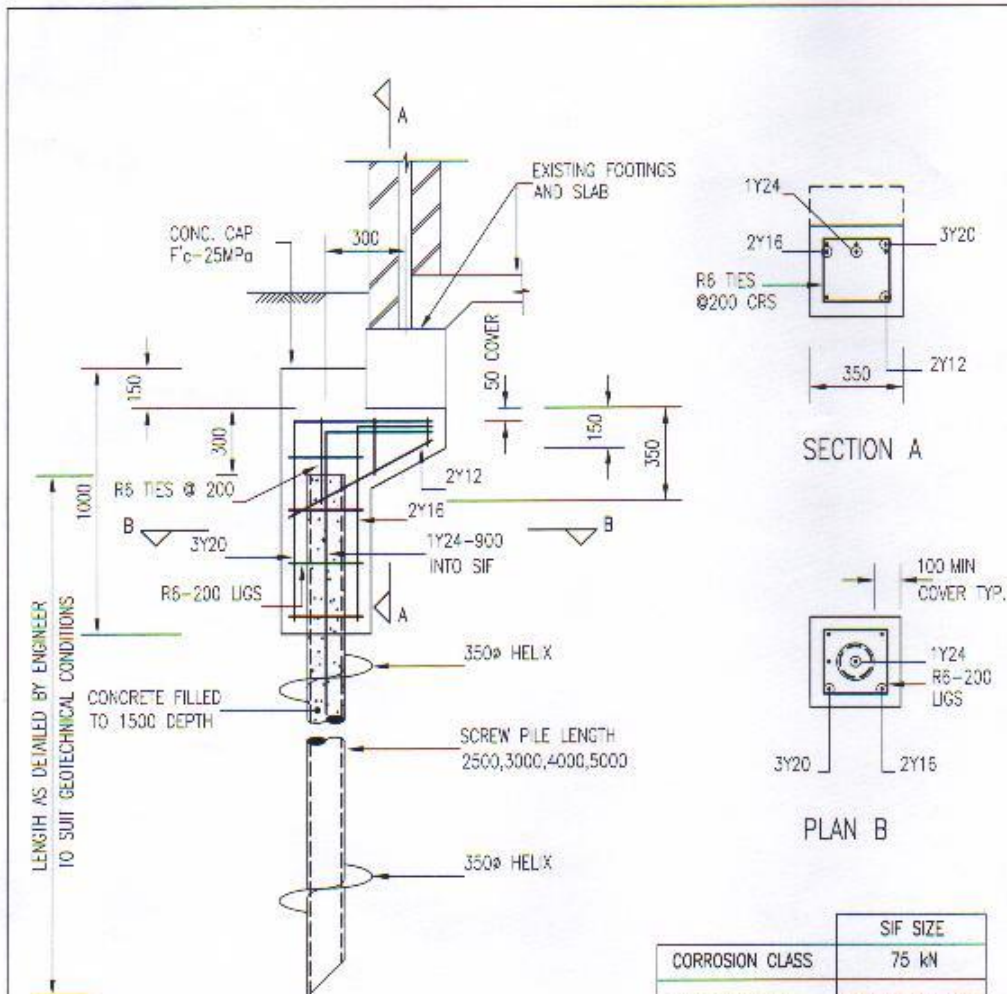 A
EXISTING FOOTINGS
AND SLAB
CONC. CAP
F'c-25MPa
300
50 COVER
150
300
1000
150
350
R6 TIES @ 200
2Y12
2Y16
B
B
3Y20
1Y24-900
INTO SIF
R6-200 LIGS
A
350ø HELIX
CONCRETE FILLED
TO 1500 DEPTH
SCREW PILE LENGTH
2500,3000,4000,5000
350ø HELIX
LENGTH AS DETAILED BY ENGINEER
TO SUIT GEOTECHNICAL CONDITIONS
1Y24
2Y16
3Y20
R6 TIES
@200 CRS
2Y12
350
SECTION A
100 MIN
COVER TYP.
1Y24
R6-200
LIGS
3Y20
2Y16
PLAN B
SIF SIZE
CORROSION CLASS
75 kN